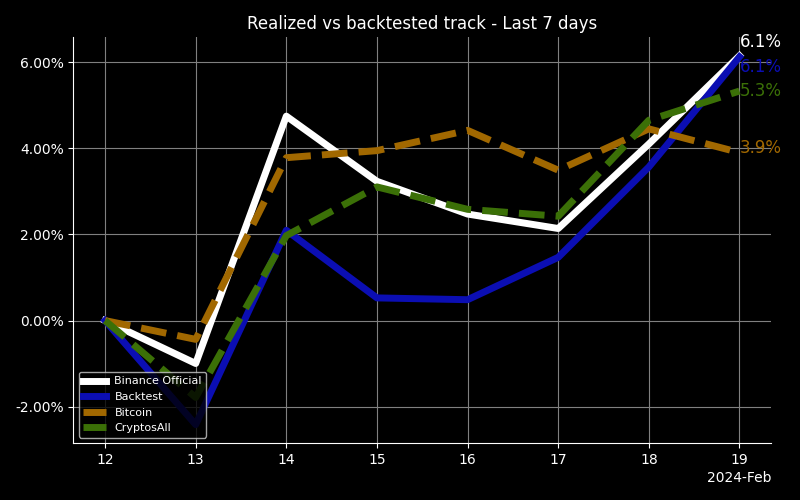 Realized vs backtested track - Last 7 days
6.1%
6.00%
6.1%
5.3%
4.00%
3.9%
2.00%
0.00%
-2.00%
Binance Official
Backtest
Bitcoin
CryptosAll
12 13 14 15 16 17 18 19
2024-Feb